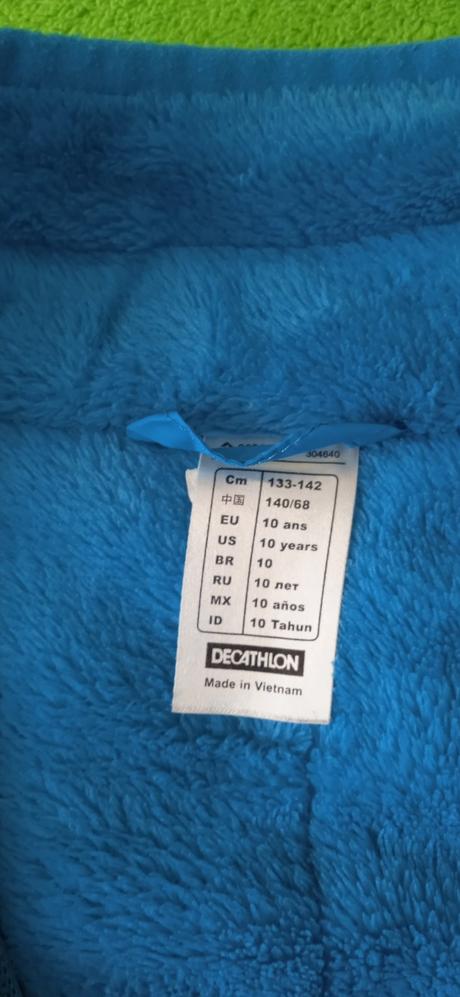 304640
Cm 133-142
中国 140/68
EU 10 ans
US 10 years
BR 10
RU 10 лет
MX 10 años
ID 10 Tahun
DECATHLON
Made in Vietnam